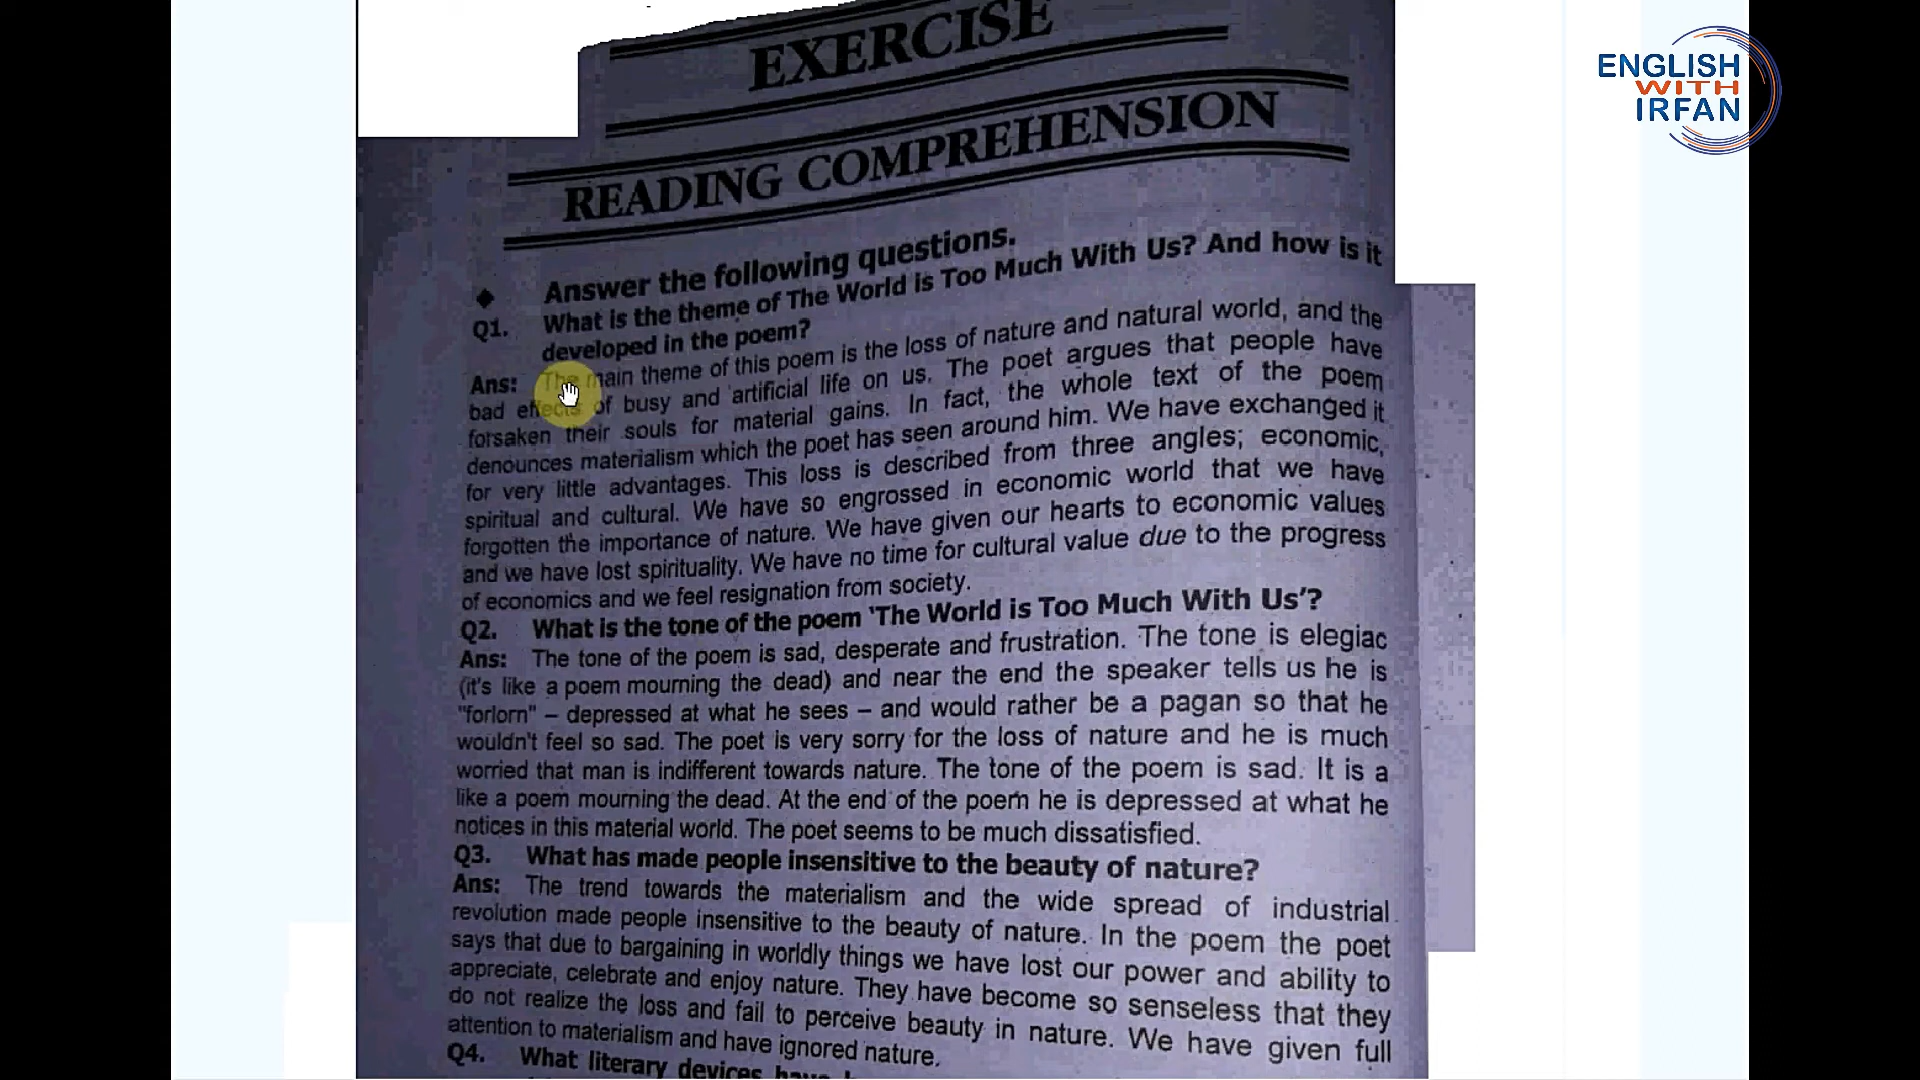 EXERCISE
ENGLISH
WITH
IRFAN
READING COMPREHENSION
◆ Answer the following questions.
Q1. What is the theme of The World is Too Much With Us? And how is it
developed in the poem?
Ans: The main theme of this poem is the loss of nature and natural world, and the
bad effects of busy and artificial life on us. The poet argues that people have
forsaken their souls for material gains. In fact, the whole text of the poem
denounces materialism which the poet has seen around him. We have exchanged it
for very little advantages. This loss is described from three angles; economic,
spiritual and cultural. We have so engrossed in economic world that we have
forgotten the importance of nature. We have given our hearts to economic values
and we have lost spirituality. We have no time for cultural value due to the progress
of economics and we feel resignation from society.
Q2. What is the tone of the poem 'The World is Too Much With Us'?
Ans: The tone of the poem is sad, desperate and frustration. The tone is elegiac
(it's like a poem mourning the dead) and near the end the speaker tells us he is
"forlorn" – depressed at what he sees – and would rather be a pagan so that he
wouldn't feel so sad. The poet is very sorry for the loss of nature and he is much
worried that man is indifferent towards nature. The tone of the poem is sad. It is a
like a poem mourning the dead. At the end of the poem he is depressed at what he
notices in this material world. The poet seems to be much dissatisfied.
Q3. What has made people insensitive to the beauty of nature?
Ans: The trend towards the materialism and the wide spread of industrial
revolution made people insensitive to the beauty of nature. In the poem the poet
says that due to bargaining in worldly things we have lost our power and ability to
appreciate, celebrate and enjoy nature. They have become so senseless that they
do not realize the loss and fail to perceive beauty in nature. We have given full
attention to materialism and have ignored nature.
Q4. What literary devices have